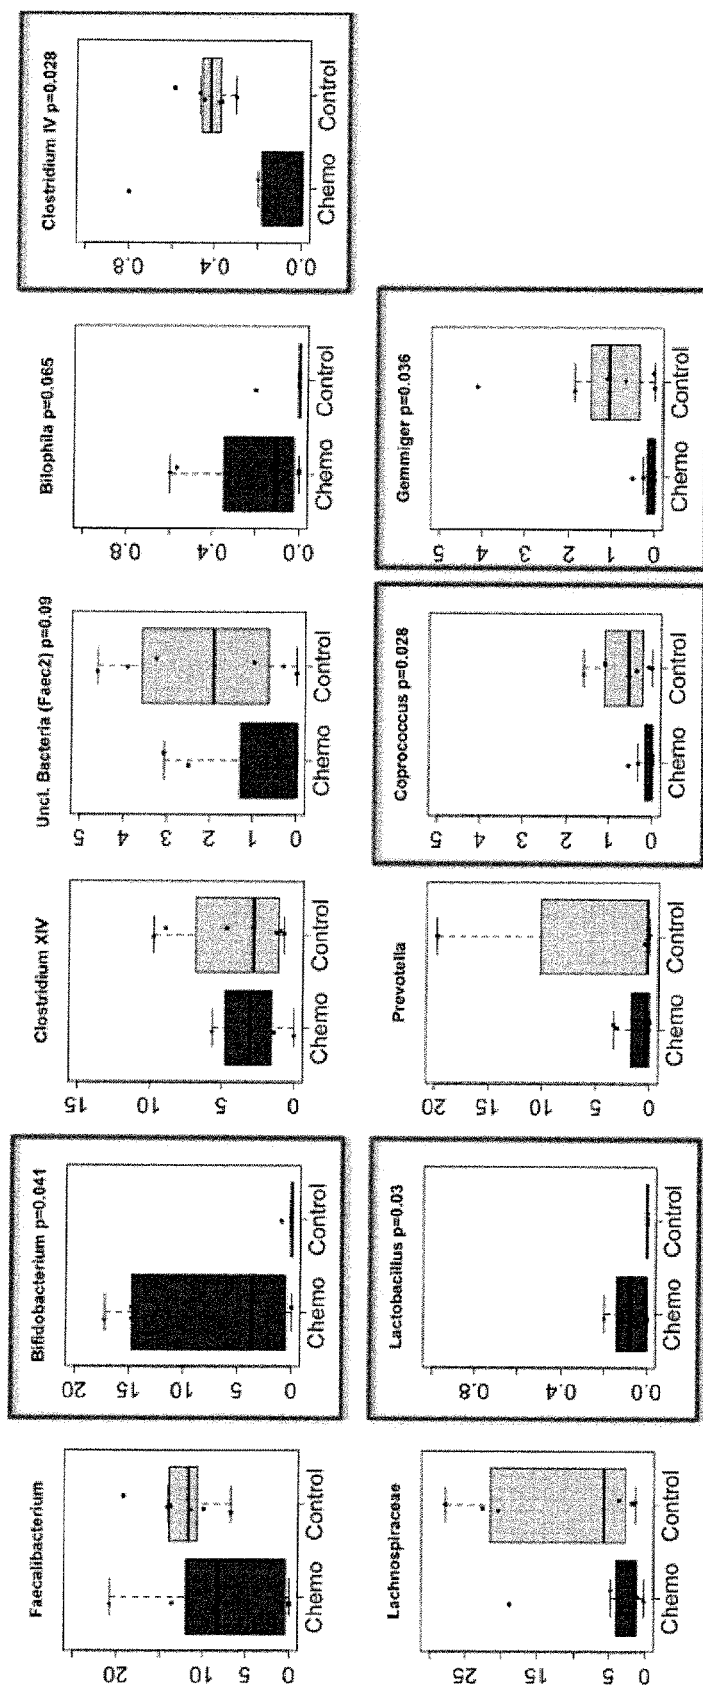 Faecalibacterium
0 10 20
Chemo Control
Bifidobacterium p=0.041
0 5 10 15 20
Chemo Control
Clostridium XIV
0 5 10 15
Chemo Control
Uncl. Bacteria (Faec2) p=0.09
0 1 2 3 4 5
Chemo Control
Bilophila p=0.065
0.0 0.4 0.8
Chemo Control
Clostridium IV p=0.028
0.0 0.4 0.8
Chemo Control
Lachnospiraceae
0 5 15 25
Chemo Control
Lactobacillus p=0.03
0.0 0.4 0.8
Chemo Control
Prevotella
0 5 10 15 20
Chemo Control
Coprococcus p=0.028
0 1 2 3 4 5
Chemo Control
Gemmiger p=0.036
0 1 2 3 4 5
Chemo Control